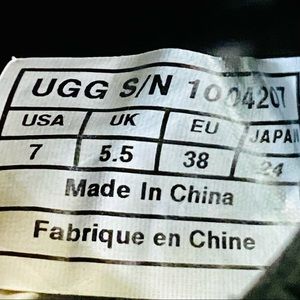 UGG S/N 1004207
USA UK EU JAPAN
7 5.5 38 24
Made In China
Fabrique en Chine